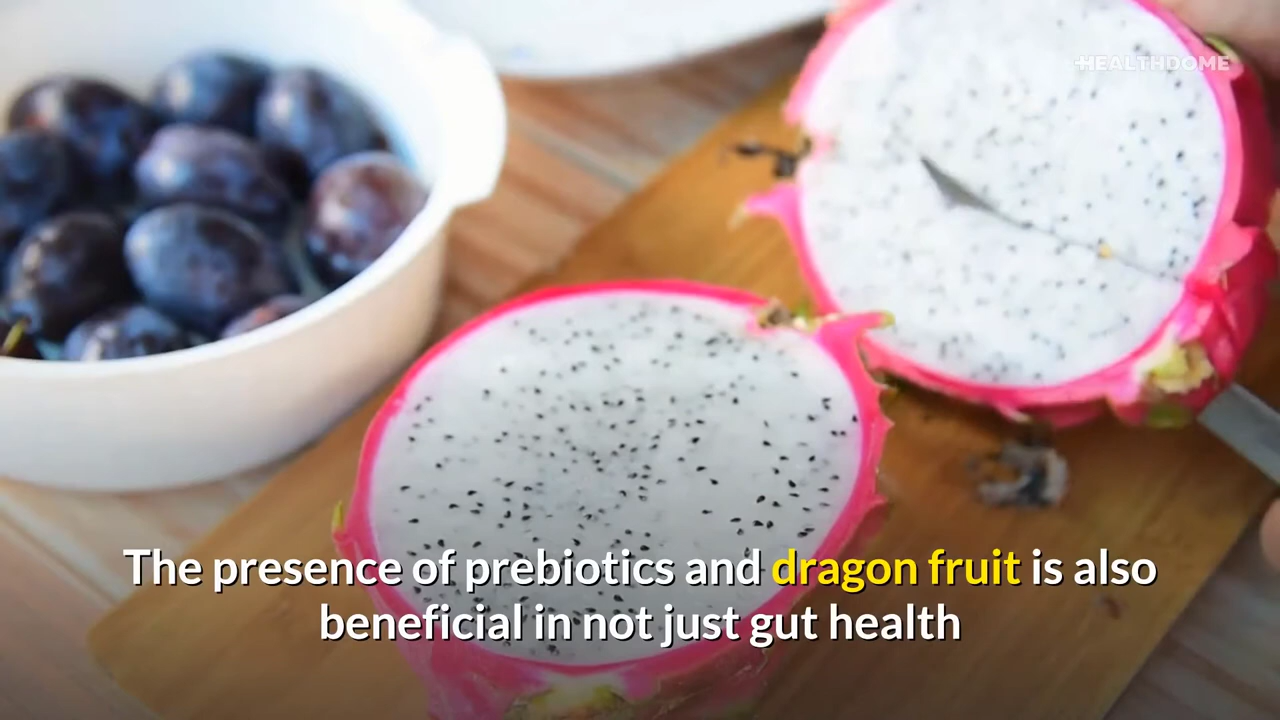 +HEALTHDOME
The presence of prebiotics and dragon fruit is also
beneficial in not just gut health